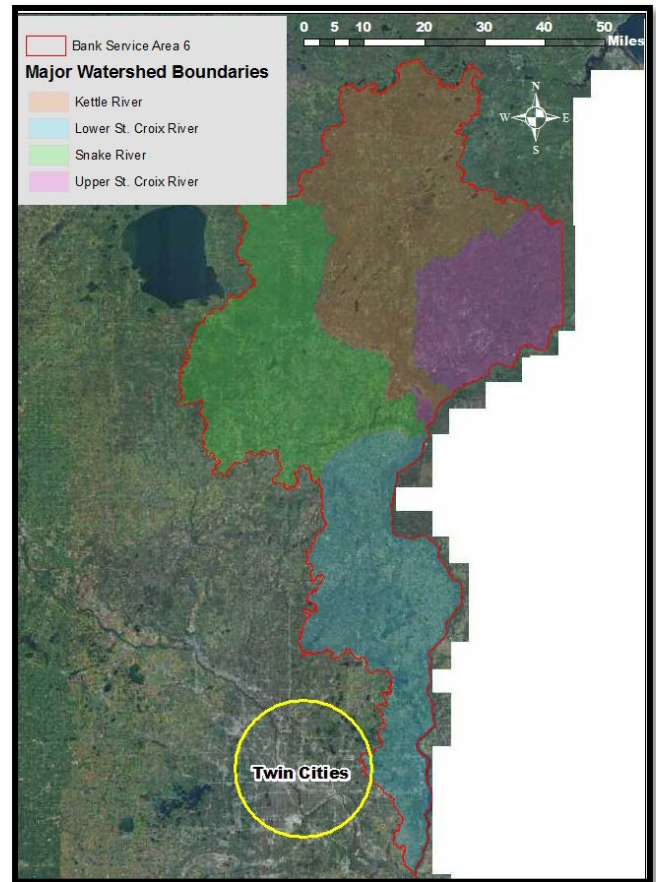 Bank Service Area 6
Major Watershed Boundaries
Kettle River
Lower St. Croix River
Snake River
Upper St. Croix River
0 5 10 20 30 40 50
Miles
N
W E
S
Twin Cities